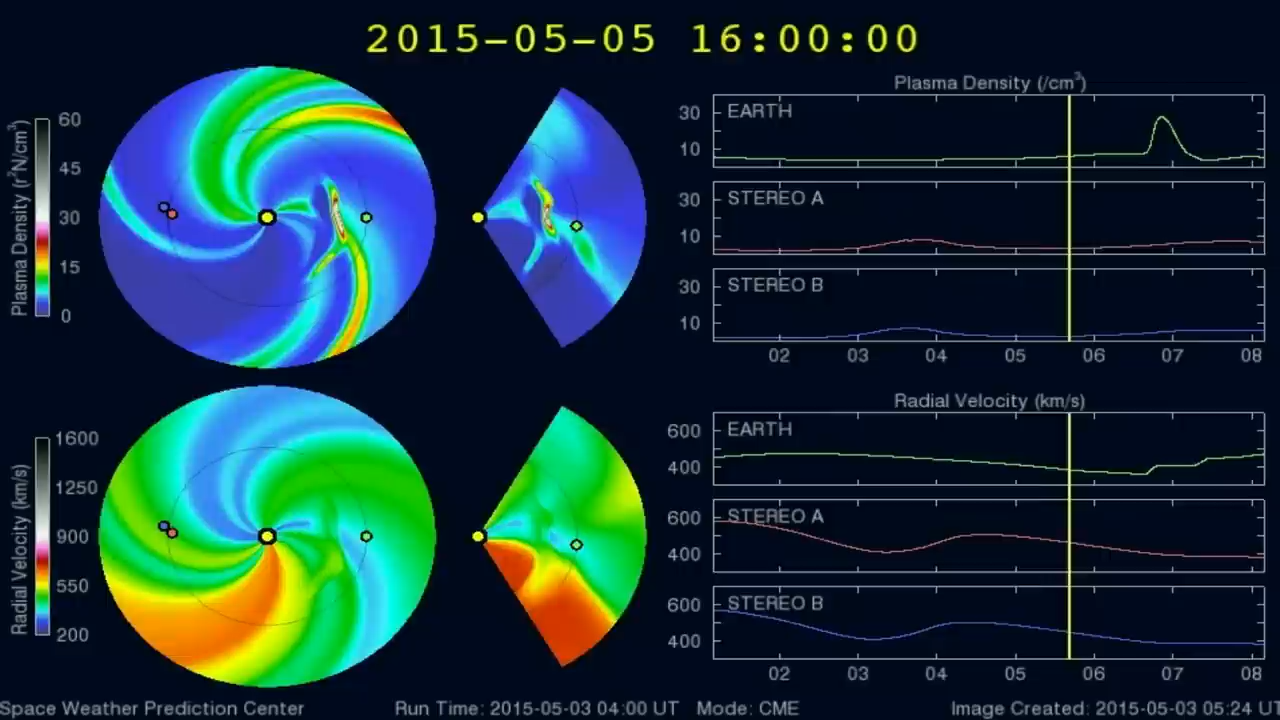 2015-05-05 16:00:00
Plasma Density (r²N/cm³)
60
45
30
15
0
Plasma Density (/cm³)
EARTH
30
10
STEREO A
30
10
STEREO B
30
10
02 03 04 05 06 07 08
Radial Velocity (km/s)
1600
1250
900
550
200
Radial Velocity (km/s)
EARTH
600
400
STEREO A
600
400
STEREO B
600
400
02 03 04 05 06 07 08
Space Weather Prediction Center Run Time: 2015-05-03 04:00 UT Mode: CME Image Created: 2015-05-03 05:24 UT